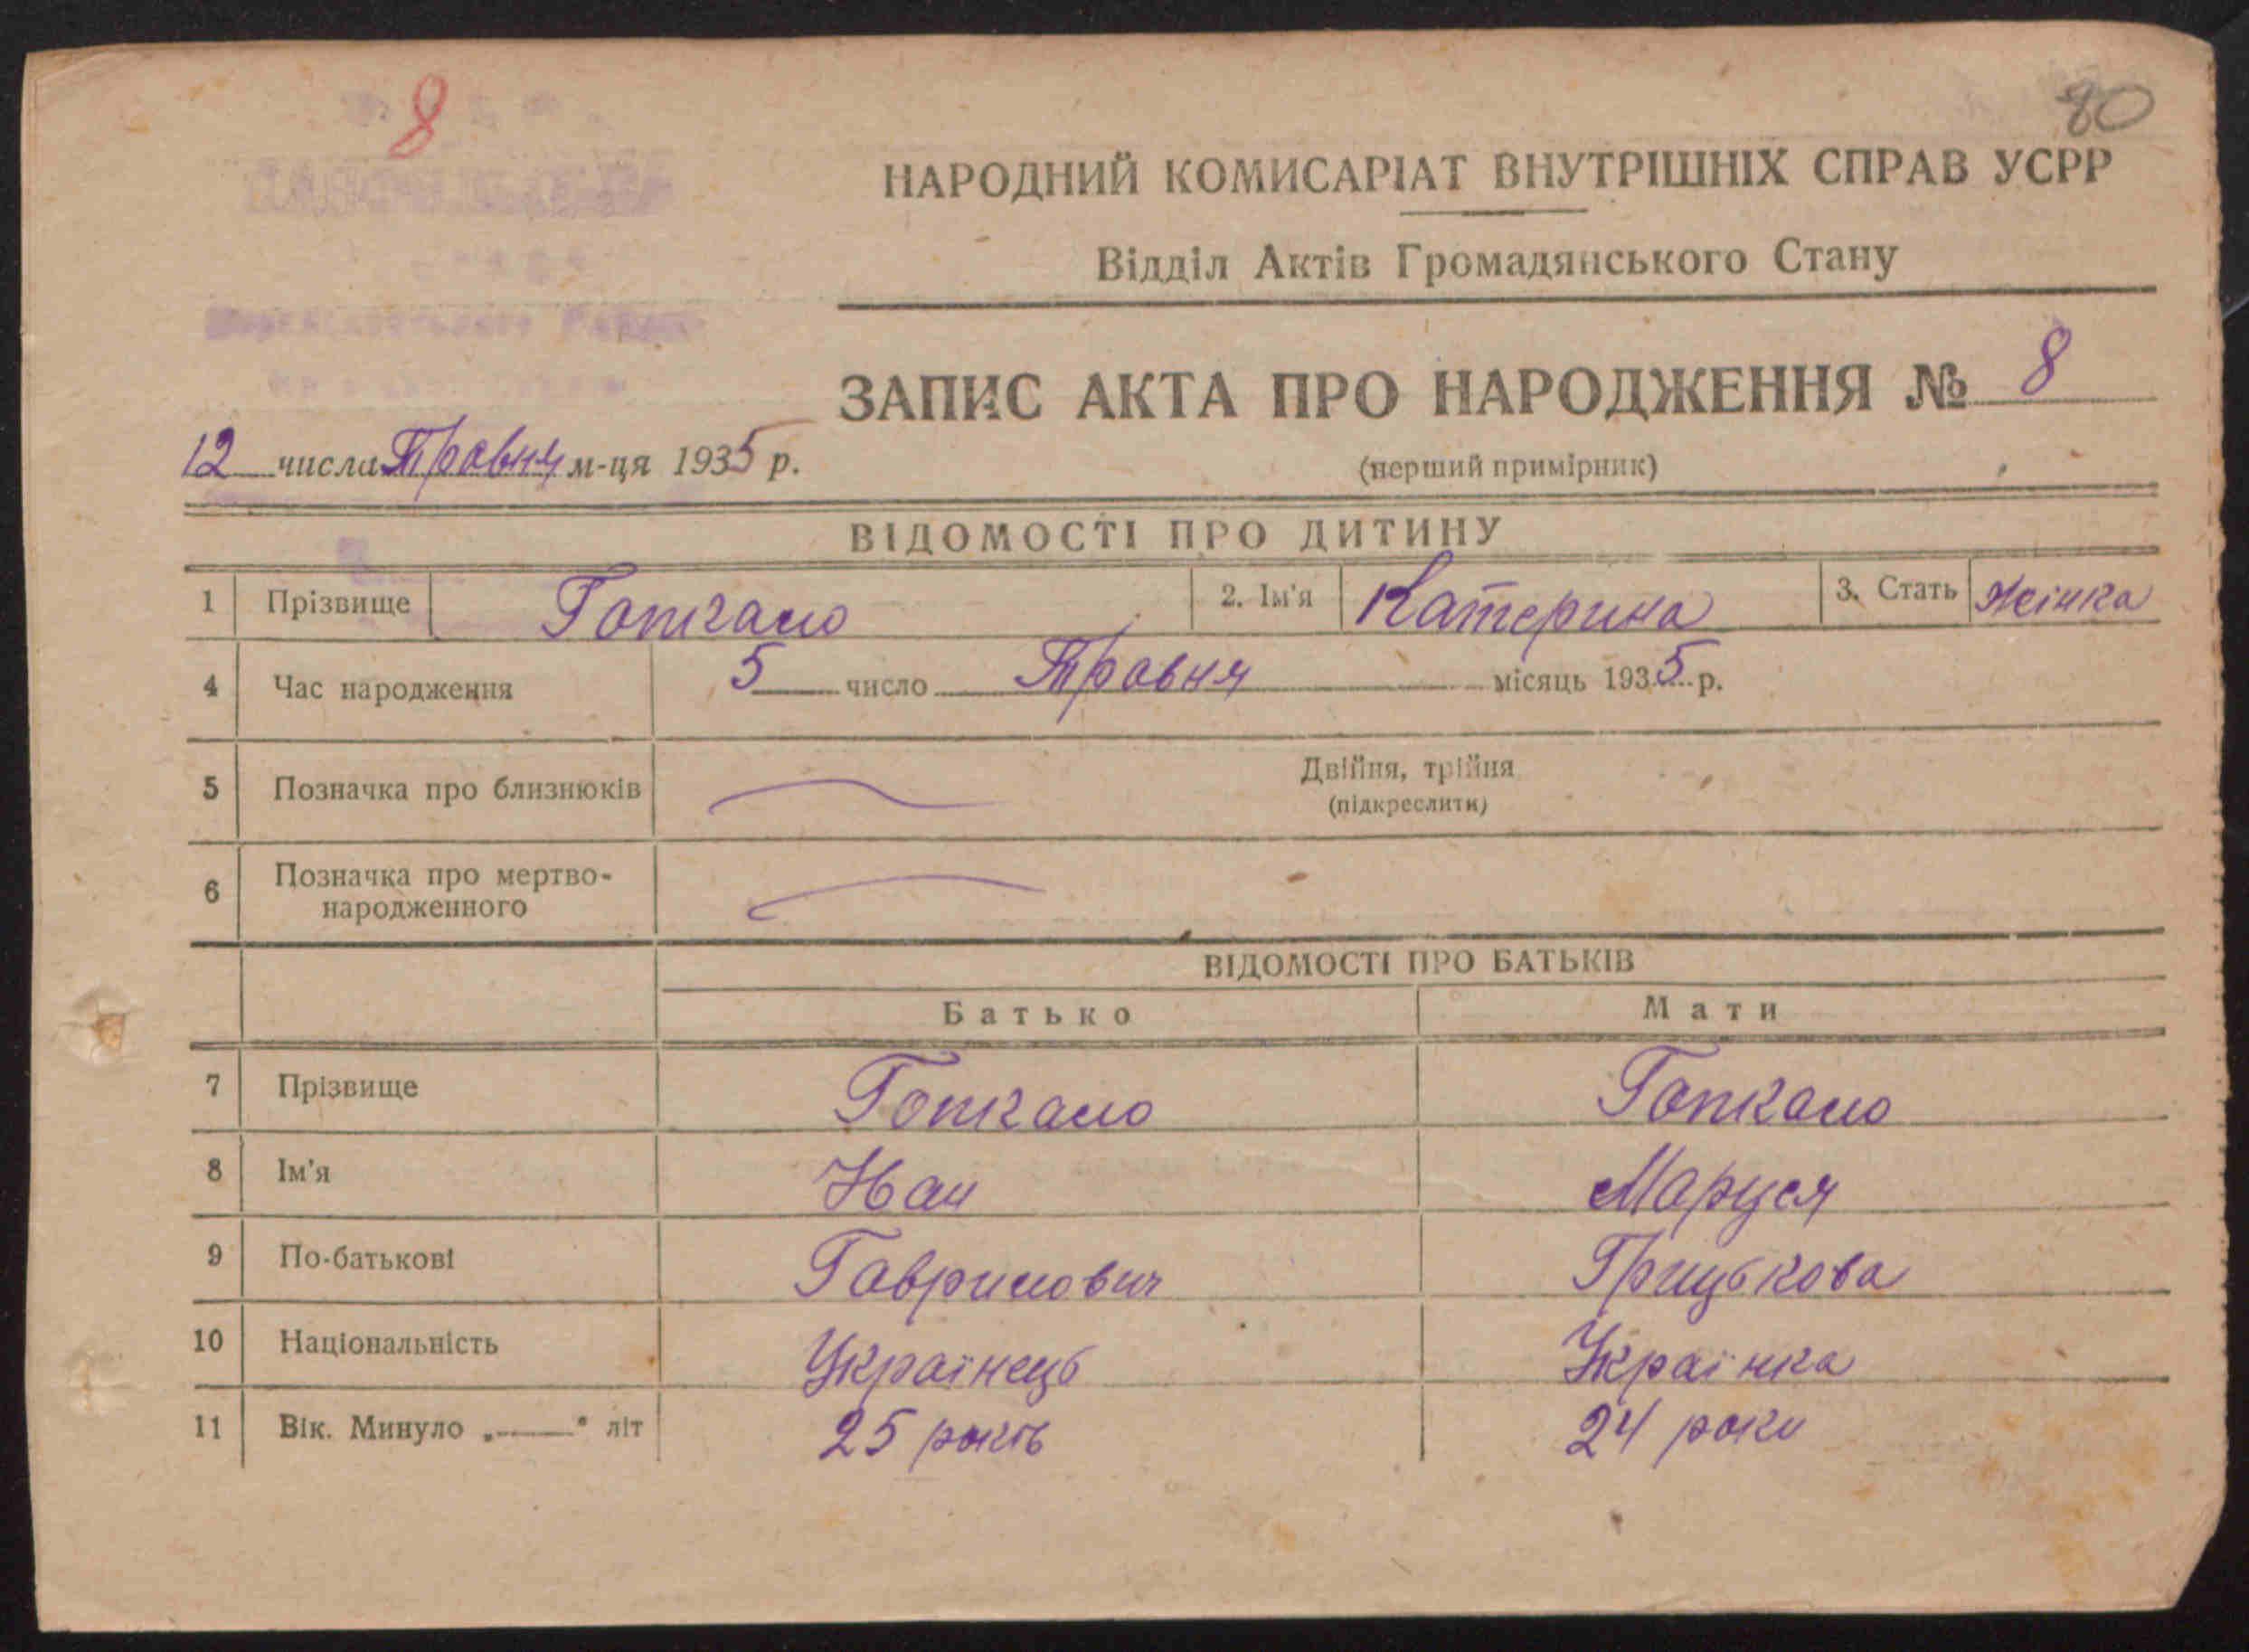 8
80
НАРОДНИЙ КОМИСАРІАТ ВНУТРІШНІХ СПРАВ УСРР
Відділ Актів Громадянського Стану
ЗАПИС АКТА ПРО НАРОДЖЕННЯ № 8
12 числа Травня м-ця 1935 р.
(перший примірник)
ВІДОМОСТІ ПРО ДИТИНУ
1 Прізвище Гопкало 2. Ім'я Катерина 3. Стать Жінка
4 Час народження 5 число Травня місяць 1935 р.
5 Позначка про близнюків Двійня, трійня
(підкреслити)
6 Позначка про мертво-
народженного
ВІДОМОСТІ ПРО БАТЬКІВ
Батько Мати
7 Прізвище Гопкало Гопкало
8 Ім'я Іван Маруся
9 По-батькові Гаврилович Грицькова
10 Національність Українець Українка
11 Вік. Минуло „——" літ 25 років 24 роки